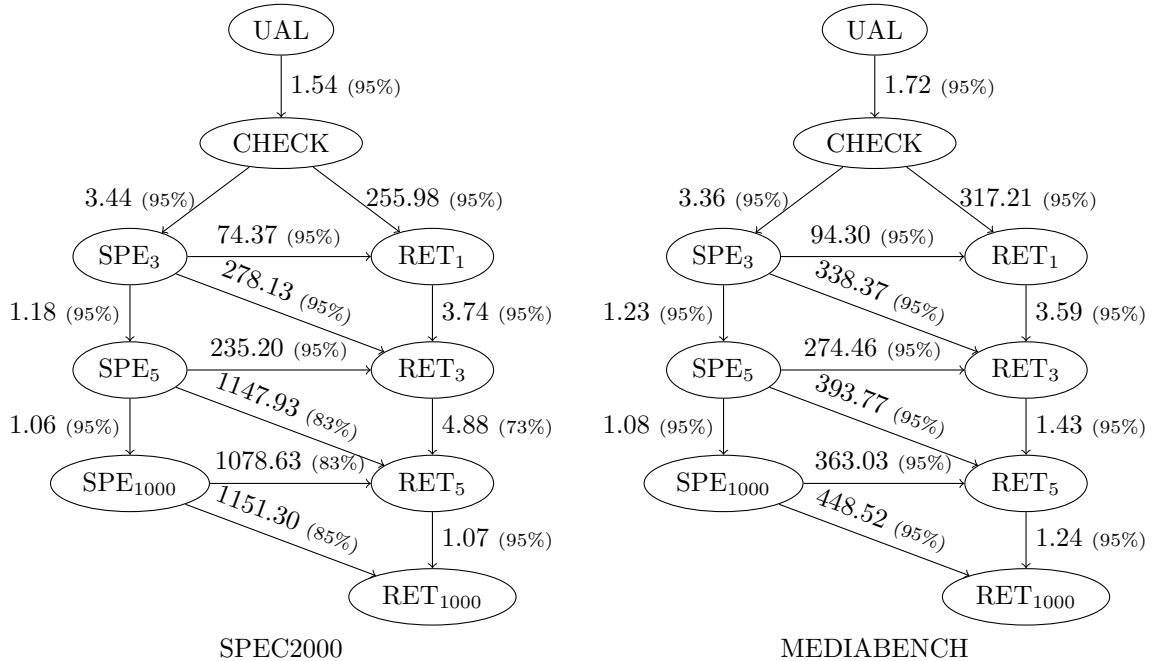 UAL
1.54 (95%)
CHECK
3.44 (95%)
255.98 (95%)
SPE3
74.37 (95%)
RET1
278.13 (95%)
1.18 (95%)
3.74 (95%)
SPE5
235.20 (95%)
RET3
1147.93 (83%)
1.06 (95%)
4.88 (73%)
SPE1000
1078.63 (83%)
RET5
1151.30 (85%)
1.07 (95%)
RET1000
SPEC2000
UAL
1.72 (95%)
CHECK
3.36 (95%)
317.21 (95%)
SPE3
94.30 (95%)
RET1
338.37 (95%)
1.23 (95%)
3.59 (95%)
SPE5
274.46 (95%)
RET3
393.77 (95%)
1.08 (95%)
1.43 (95%)
SPE1000
363.03 (95%)
RET5
448.52 (95%)
1.24 (95%)
RET1000
MEDIABENCH